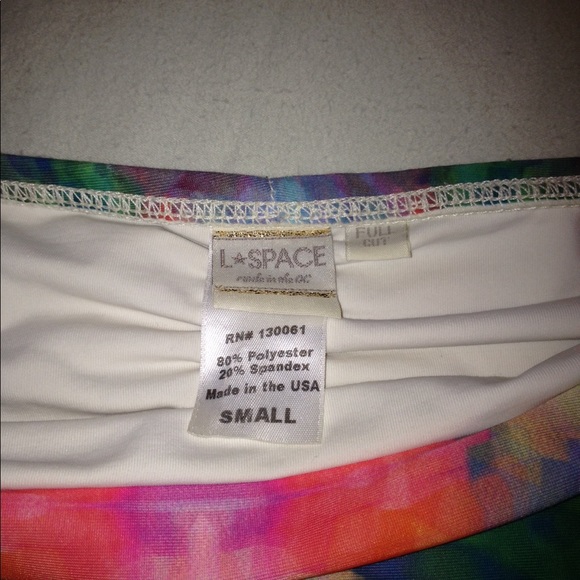 L★SPACE
made in the OC
FULL
CUT
RN# 130061
80% Polyester
20% Spandex
Made in the USA
SMALL